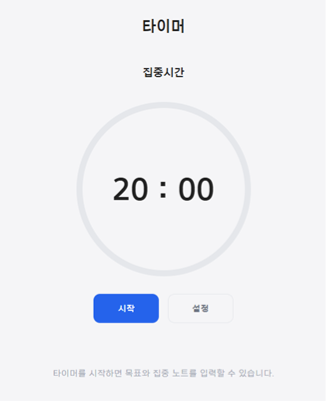 타이머
집중시간
20 : 00
시작
설정
타이머를 시작하면 목표와 집중 노트를 입력할 수 있습니다.